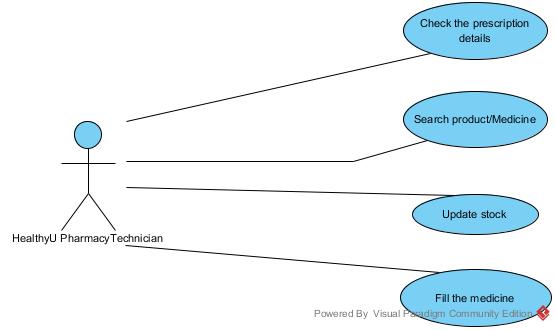 Check the prescription
details
Search product/Medicine
Update stock
HealthyU PharmacyTechnician
Fill the medicine
Powered By Visual Paradigm Community Edition